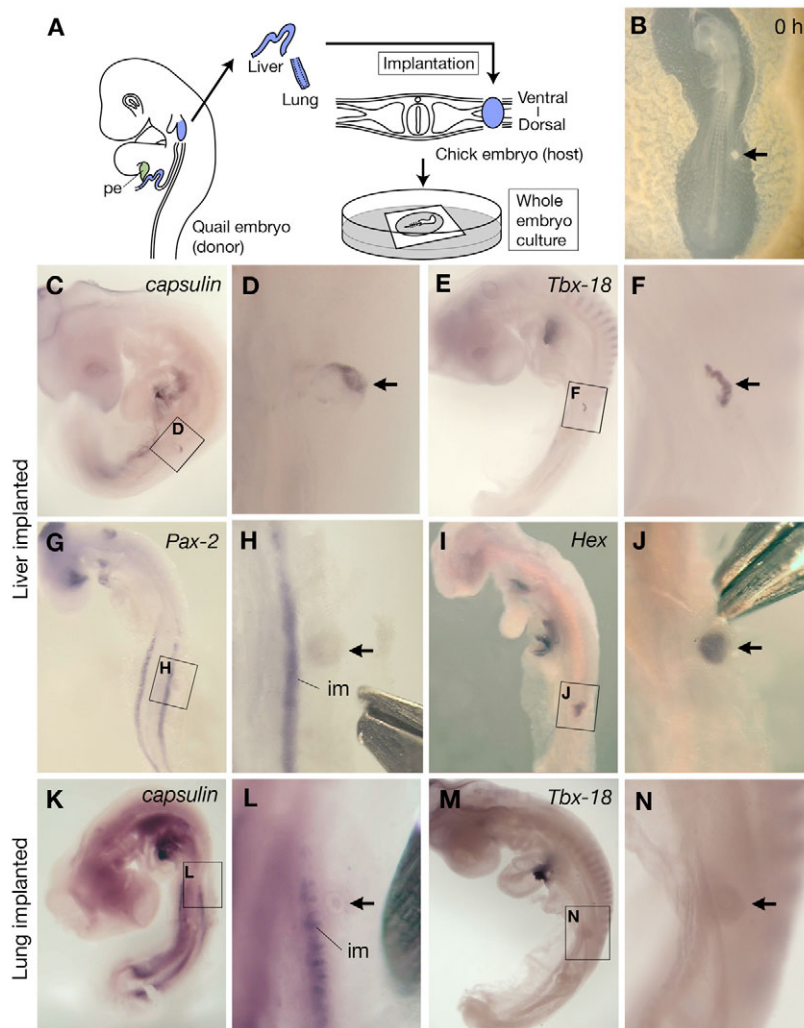 A
Liver
Lung
Implantation
Ventral
Dorsal
Chick embryo (host)
pe
Quail embryo
(donor)
Whole
embryo
culture
B
0 h
Liver implanted
C
capsulin
D
D
E
Tbx-18
F
F
G
Pax-2
H
H
im
I
Hex
J
J
Lung implanted
K
capsulin
L
L
im
M
Tbx-18
N
N